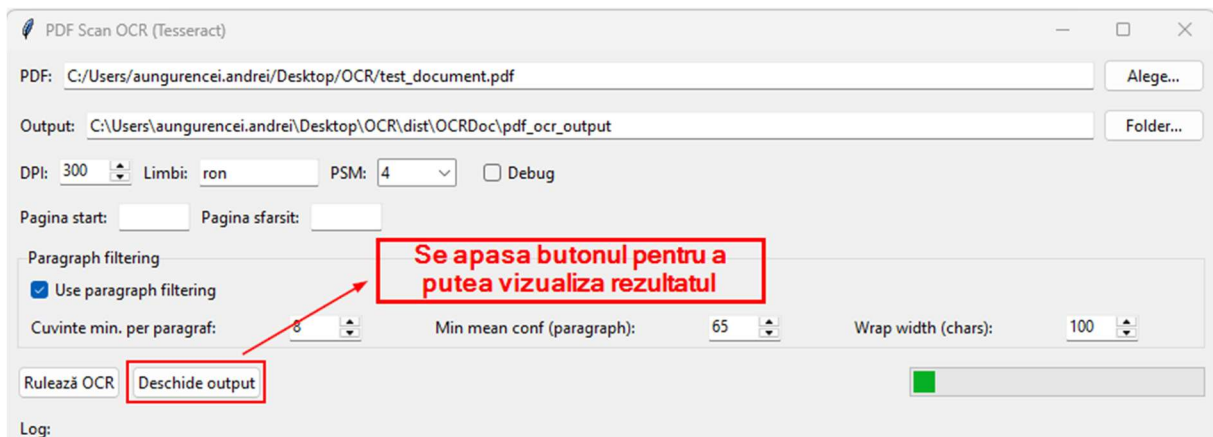 PDF Scan OCR (Tesseract)
PDF: C:/Users/aungurencei.andrei/Desktop/OCR/test_document.pdf Alege...
Output: C:\Users\aungurencei.andrei\Desktop\OCR\dist\OCRDoc\pdf_ocr_output Folder...
DPI: 300 Limbi: ron PSM: 4 Debug
Pagina start: Pagina sfarsit:
Se apasa butonul pentru a
putea vizualiza rezultatul
Paragraph filtering
Use paragraph filtering
Cuvinte min. per paragraf: 8 Min mean conf (paragraph): 65 Wrap width (chars): 100
Rulează OCR Deschide output
Log: